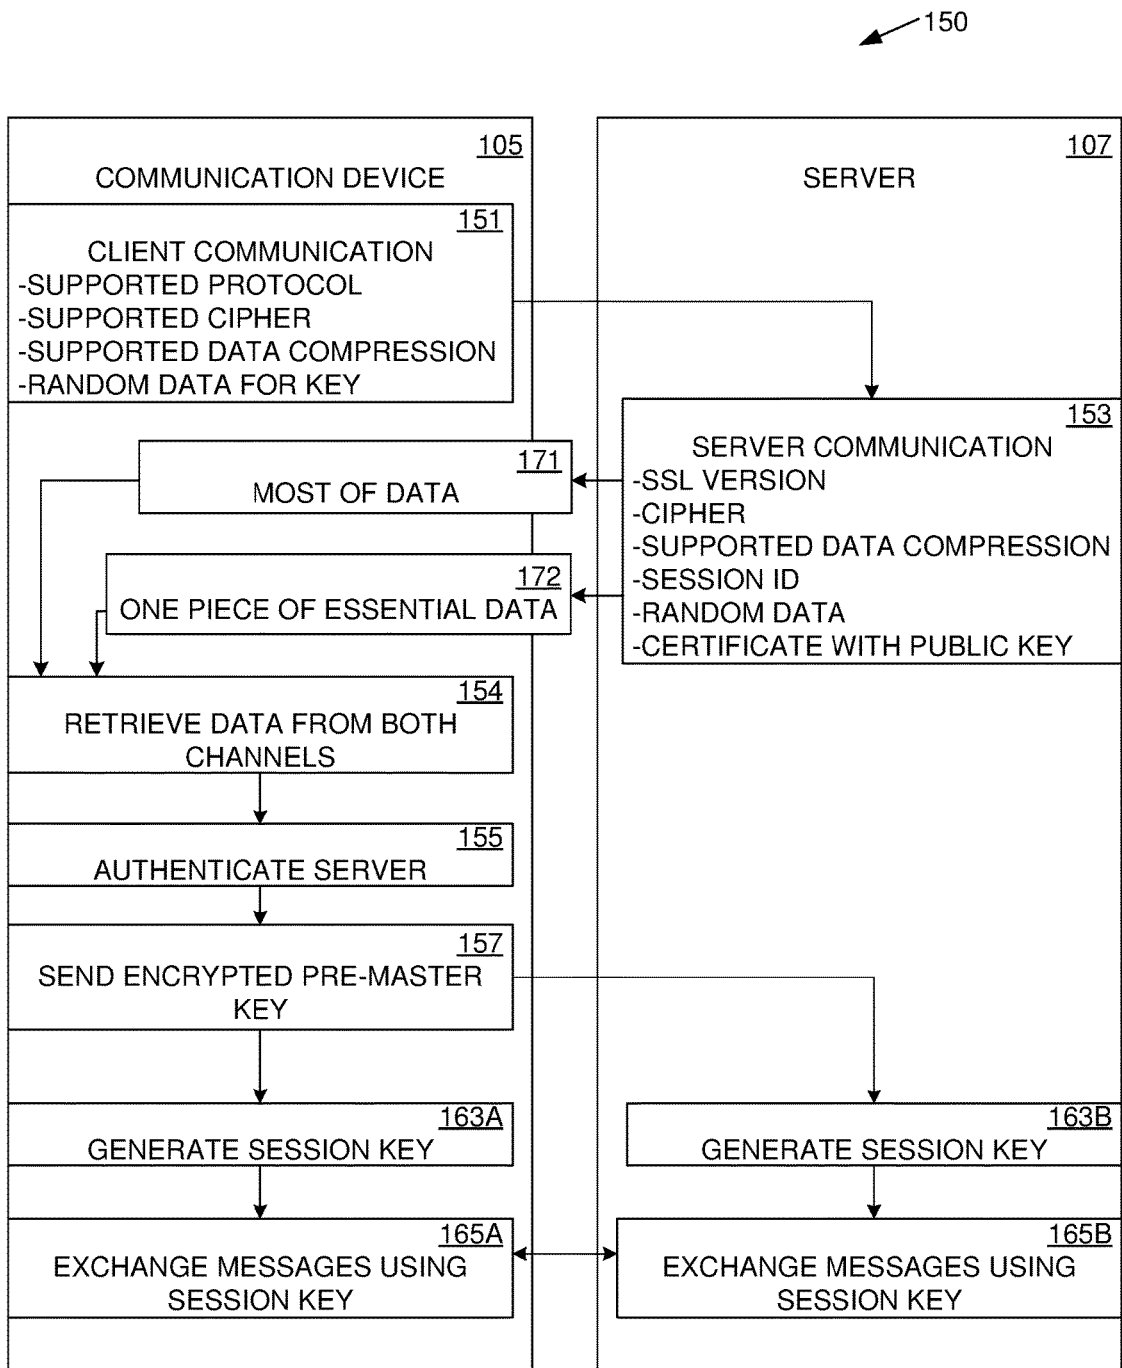 150
105
COMMUNICATION DEVICE
107
SERVER
151
CLIENT COMMUNICATION
-SUPPORTED PROTOCOL
-SUPPORTED CIPHER
-SUPPORTED DATA COMPRESSION
-RANDOM DATA FOR KEY
153
SERVER COMMUNICATION
-SSL VERSION
-CIPHER
-SUPPORTED DATA COMPRESSION
-SESSION ID
-RANDOM DATA
-CERTIFICATE WITH PUBLIC KEY
171
MOST OF DATA
172
ONE PIECE OF ESSENTIAL DATA
154
RETRIEVE DATA FROM BOTH
CHANNELS
155
AUTHENTICATE SERVER
157
SEND ENCRYPTED PRE-MASTER
KEY
163A
GENERATE SESSION KEY
163B
GENERATE SESSION KEY
165A
EXCHANGE MESSAGES USING
SESSION KEY
165B
EXCHANGE MESSAGES USING
SESSION KEY